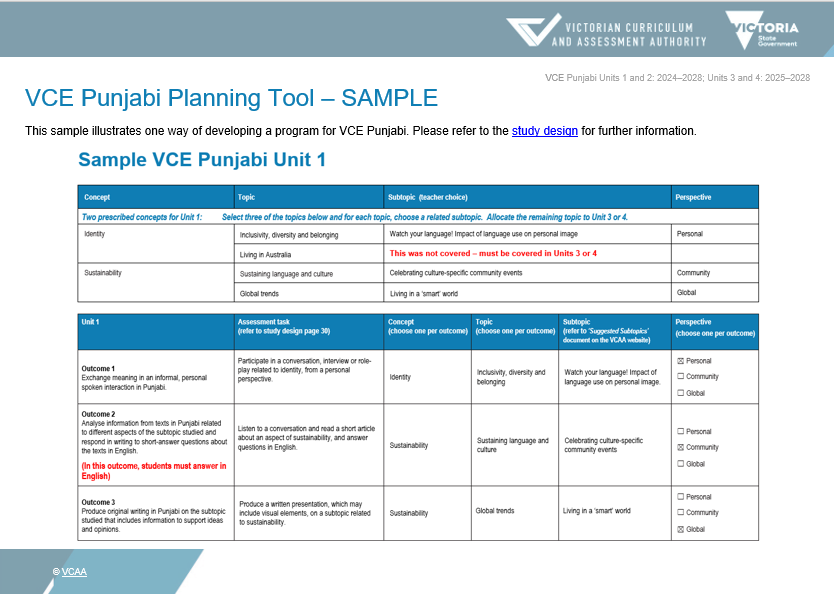 VICTORIAN CURRICULUM
AND ASSESSMENT AUTHORITY
VICTORIA
State
Government
VCE Punjabi Units 1 and 2: 2024–2028; Units 3 and 4: 2025–2028
VCE Punjabi Planning Tool – SAMPLE
This sample illustrates one way of developing a program for VCE Punjabi. Please refer to the study design for further information.
Sample VCE Punjabi Unit 1
Concept Topic Subtopic (teacher choice) Perspective
Two prescribed concepts for Unit 1: Select three of the topics below and for each topic, choose a related subtopic. Allocate the remaining topic to Unit 3 or 4.
Identity Inclusivity, diversity and belonging Watch your language! Impact of language use on personal image Personal
Living in Australia This was not covered – must be covered in Units 3 or 4
Sustainability Sustaining language and culture Celebrating culture-specific community events Community
Global trends Living in a 'smart' world Global
Unit 1
Assessment task
(refer to study design page 30)
Concept
(choose one per outcome)
Topic
(choose one per outcome)
Subtopic
(refer to 'Suggested Subtopics'
document on the VCAA website)
Perspective
(choose one per outcome)
Outcome 1
Exchange meaning in an informal, personal
spoken interaction in Punjabi.
Participate in a conversation, interview or role-
play related to identity, from a personal
perspective.
Identity
Inclusivity, diversity and
belonging
Watch your language! Impact of
language use on personal image.
☒ Personal
☐ Community
☐ Global
Outcome 2
Analyse information from texts in Punjabi related
to different aspects of the subtopic studied and
respond in writing to short-answer questions about
the texts in English.
(In this outcome, students must answer in
English)
Listen to a conversation and read a short article
about an aspect of sustainability, and answer
questions in English.
Sustainability
Sustaining language and
culture
Celebrating culture-specific
community events
☐ Personal
☒ Community
☐ Global
Outcome 3
Produce original writing in Punjabi on the subtopic
studied that includes information to support ideas
and opinions.
Produce a written presentation, which may
include visual elements, on a subtopic related
to sustainability.
Sustainability
Global trends
Living in a 'smart' world
☐ Personal
☐ Community
☒ Global
© VCAA